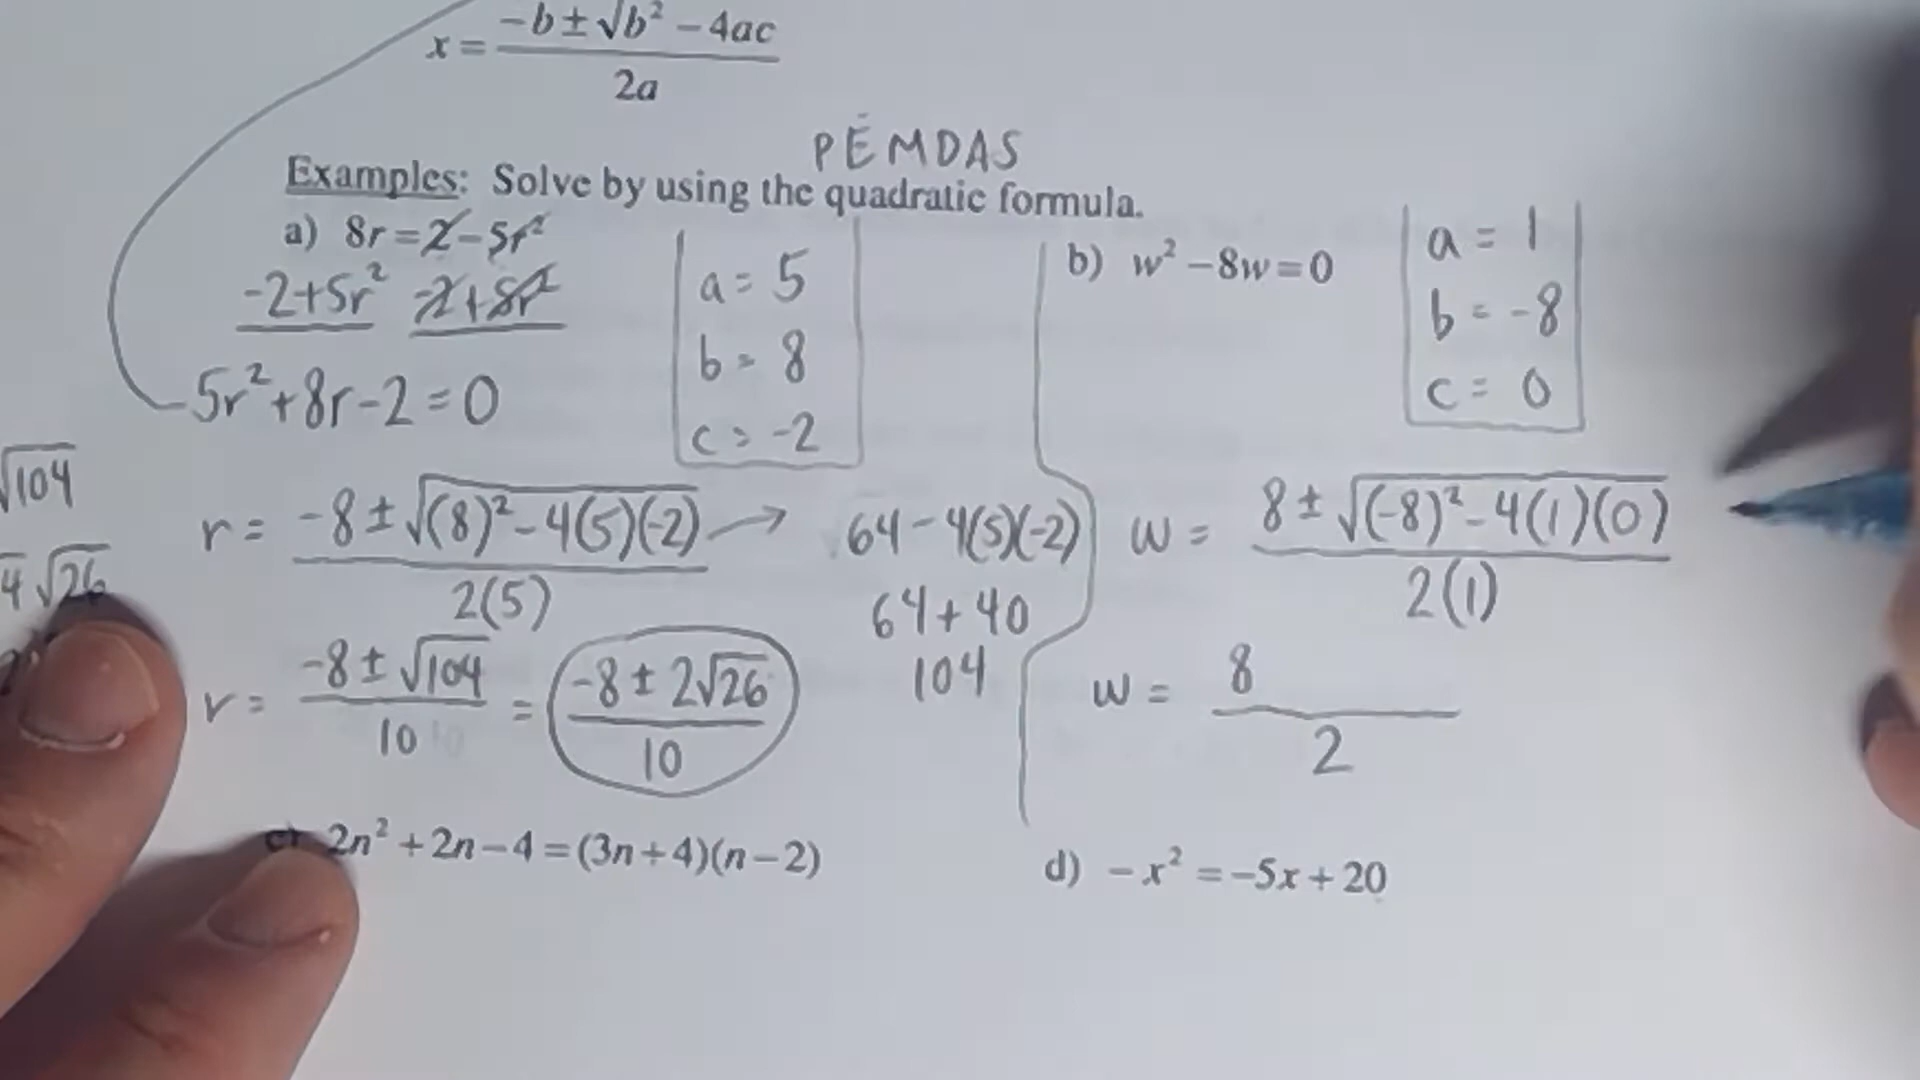 x = (-b ± √b² - 4ac) / 2a
PEMDAS
Examples: Solve by using the quadratic formula.
a) 8r = 2 - 5r²
-2+5r² -2+5r²
5r² + 8r - 2 = 0
a = 5
b = 8
c = -2
√104
√26
r = (-8 ± √(8)² - 4(5)(-2)) / 2(5)
64 - 4(5)(-2)
64 + 40
104
r = (-8 ± √104) / 10 = (-8 ± 2√26) / 10
b) w² - 8w = 0
a = 1
b = -8
c = 0
w = (8 ± √(-8)² - 4(1)(0)) / 2(1)
w = 8 / 2
c) 2n² + 2n - 4 = (3n + 4)(n - 2)
d) -x² = -5x + 20